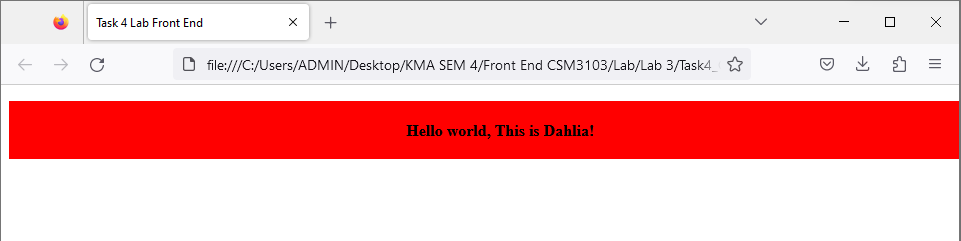 Task 4 Lab Front End
file:///C:/Users/ADMIN/Desktop/KMA SEM 4/Front End CSM3103/Lab/Lab 3/Task4_
Hello world, This is Dahlia!